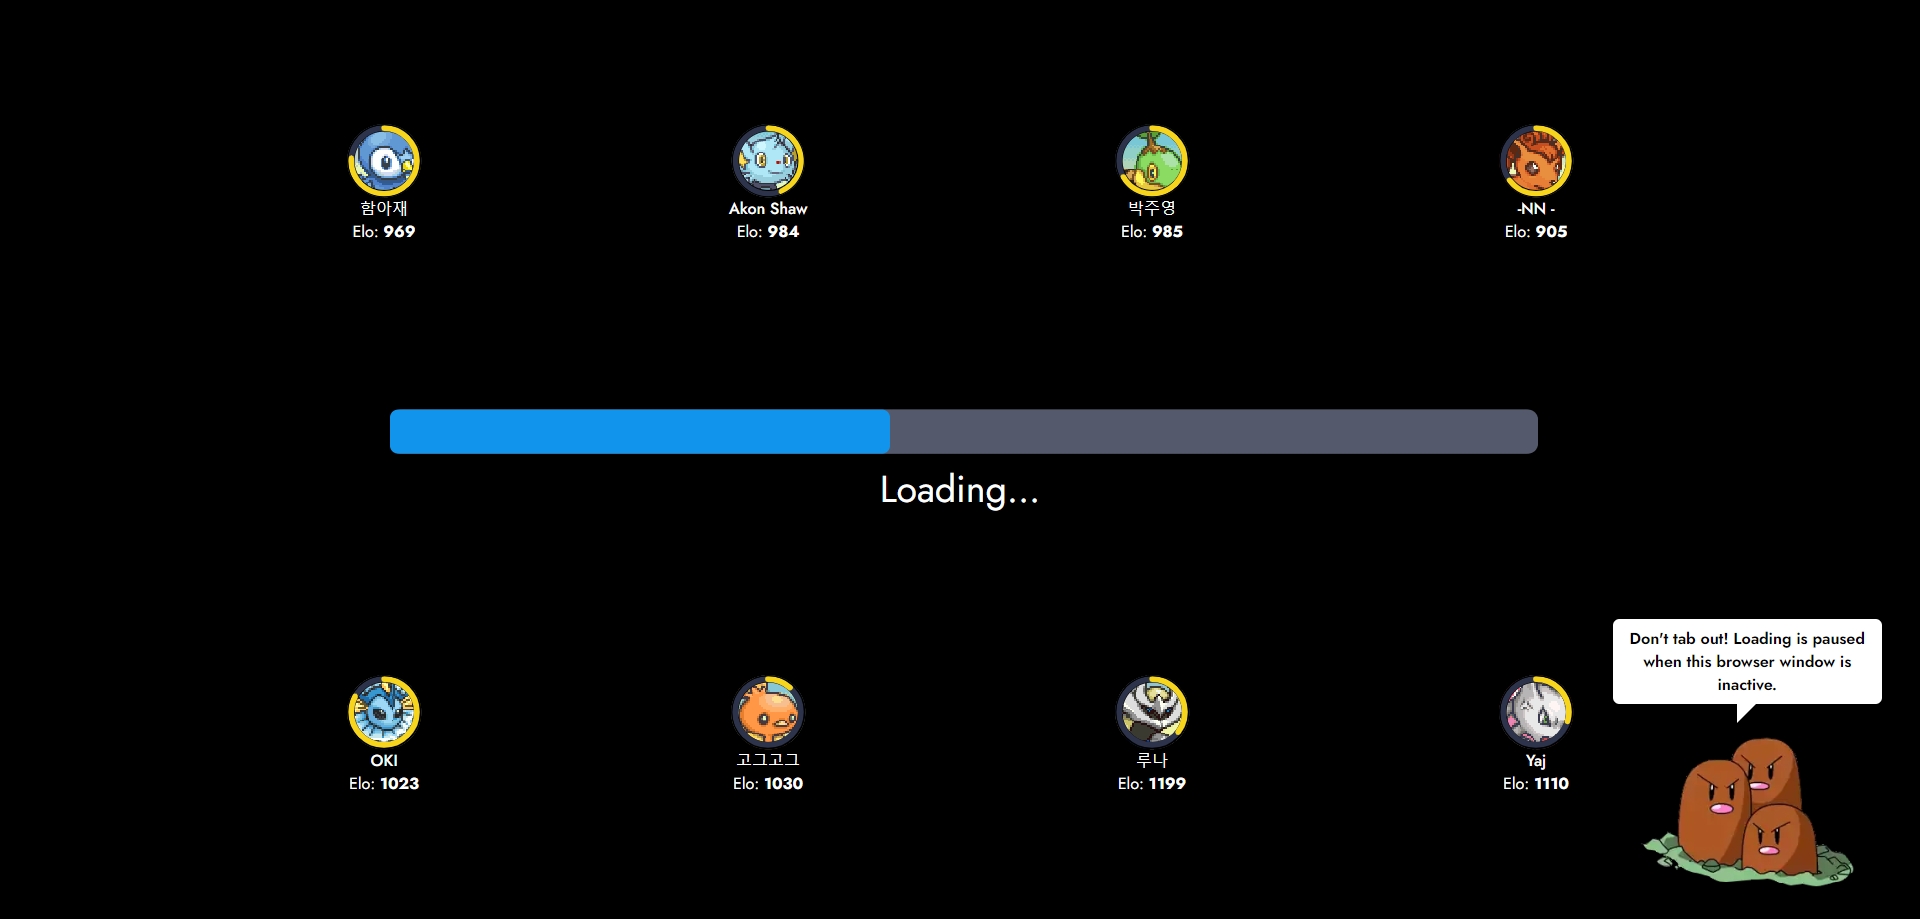 함아재
Elo: 969
Akon Shaw
Elo: 984
박주영
Elo: 985
-NN -
Elo: 905
Loading...
OKI
Elo: 1023
고그고그
Elo: 1030
루나
Elo: 1199
Yaj
Elo: 1110
Don't tab out! Loading is paused
when this browser window is
inactive.